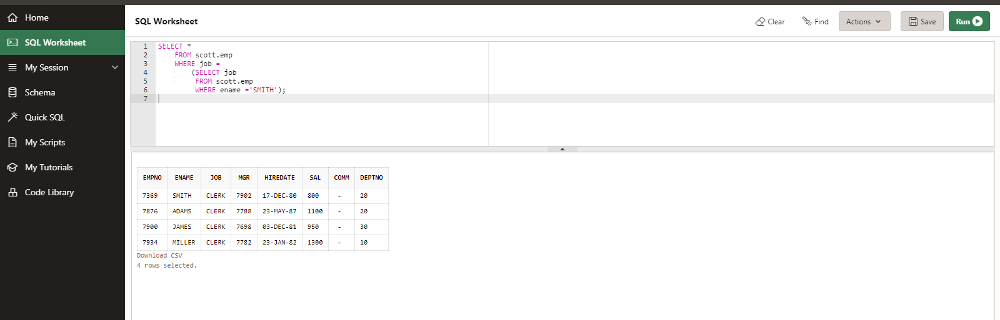 Home
SQL Worksheet
My Session
Schema
Quick SQL
My Scripts
My Tutorials
Code Library
SQL Worksheet
Clear Find Actions Save Run
1 SELECT *
2 FROM scott.emp
3 WHERE job =
4 (SELECT job
5 FROM scott.emp
6 WHERE ename ='SMITH');
7
EMPNO ENAME JOB MGR HIREDATE SAL COMM DEPTNO
7369 SMITH CLERK 7902 17-DEC-80 800 - 20
7876 ADAMS CLERK 7788 23-MAY-87 1100 - 20
7900 JAMES CLERK 7698 03-DEC-81 950 - 30
7934 MILLER CLERK 7782 23-JAN-82 1300 - 10
Download CSV
4 rows selected.